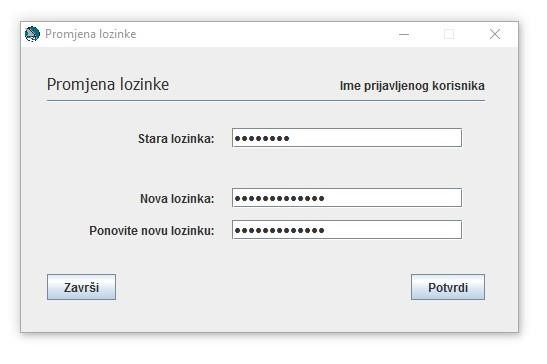 Promjena lozinke
Promjena lozinke
Ime prijavljenog korisnika
Stara lozinka:
Nova lozinka:
Ponovite novu lozinku:
Završi
Potvrdi